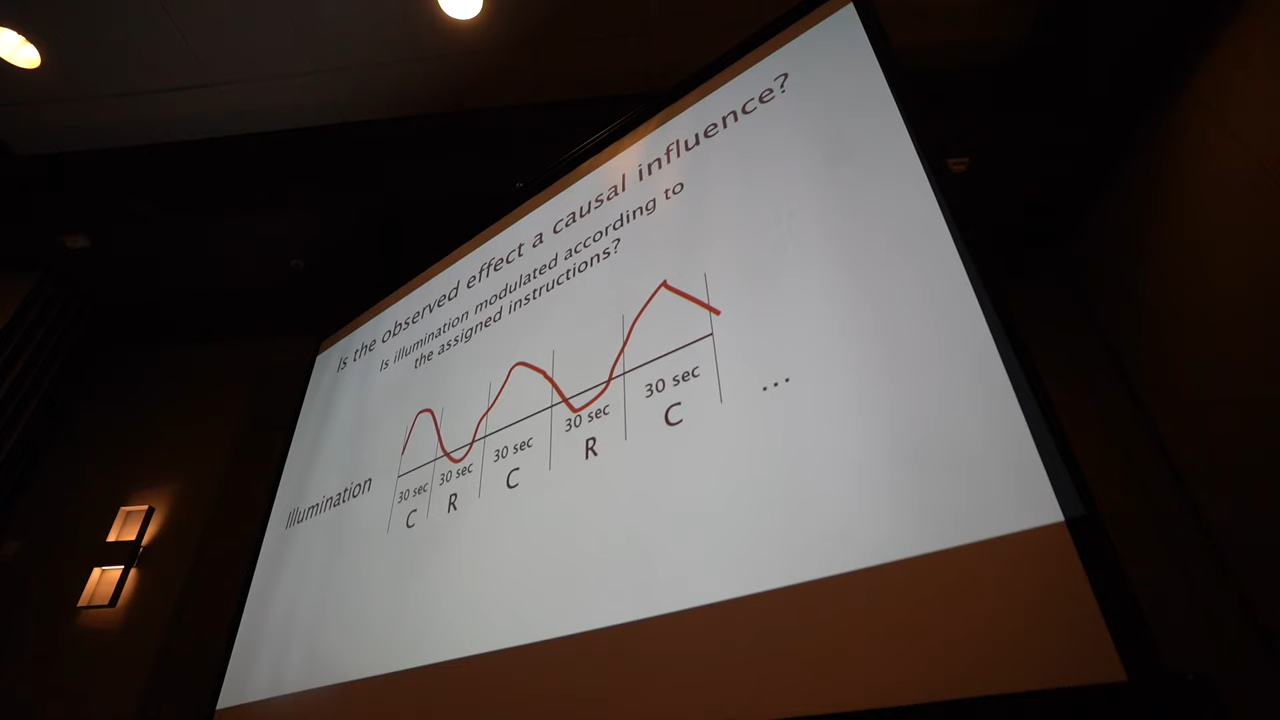 Is the observed effect a causal influence?
Is illumination modulated according to
the assigned instructions?
Illumination
30 sec 30 sec 30 sec 30 sec 30 sec
C R C R C
...